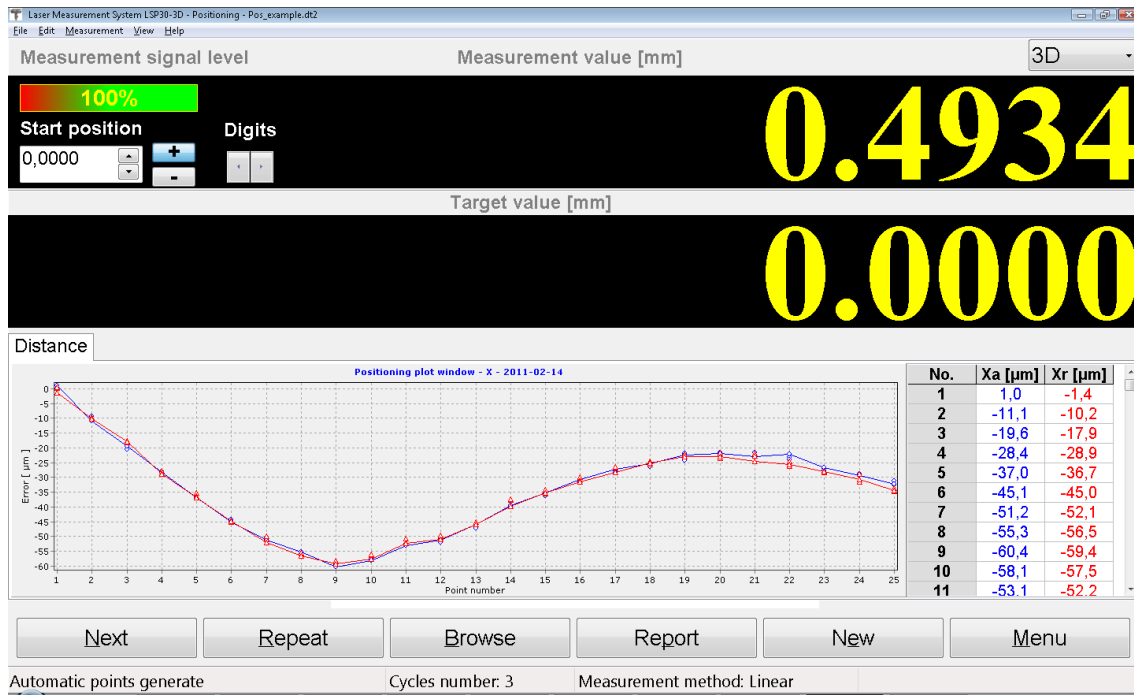 Laser Measurement System LSP30-3D - Positioning - Pos_example.dt2
File Edit Measurement View Help
Measurement signal level Measurement value [mm] 3D
100%
Start position Digits
0,0000 + -
0.4934
Target value [mm]
0.0000
Distance
Positioning plot window - X - 2011-02-14
Error [ µm ]
0
-5
-10
-15
-20
-25
-30
-35
-40
-45
-50
-55
-60
1 2 3 4 5 6 7 8 9 10 11 12 13 14 15 16 17 18 19 20 21 22 23 24 25
Point number
No. Xa [µm] Xr [µm]
1 1,0 -1,4
2 -11,1 -10,2
3 -19,6 -17,9
4 -28,4 -28,9
5 -37,0 -36,7
6 -45,1 -45,0
7 -51,2 -52,1
8 -55,3 -56,5
9 -60,4 -59,4
10 -58,1 -57,5
11 -53,1 -52,2
Next Repeat Browse Report New Menu
Automatic points generate Cycles number: 3 Measurement method: Linear